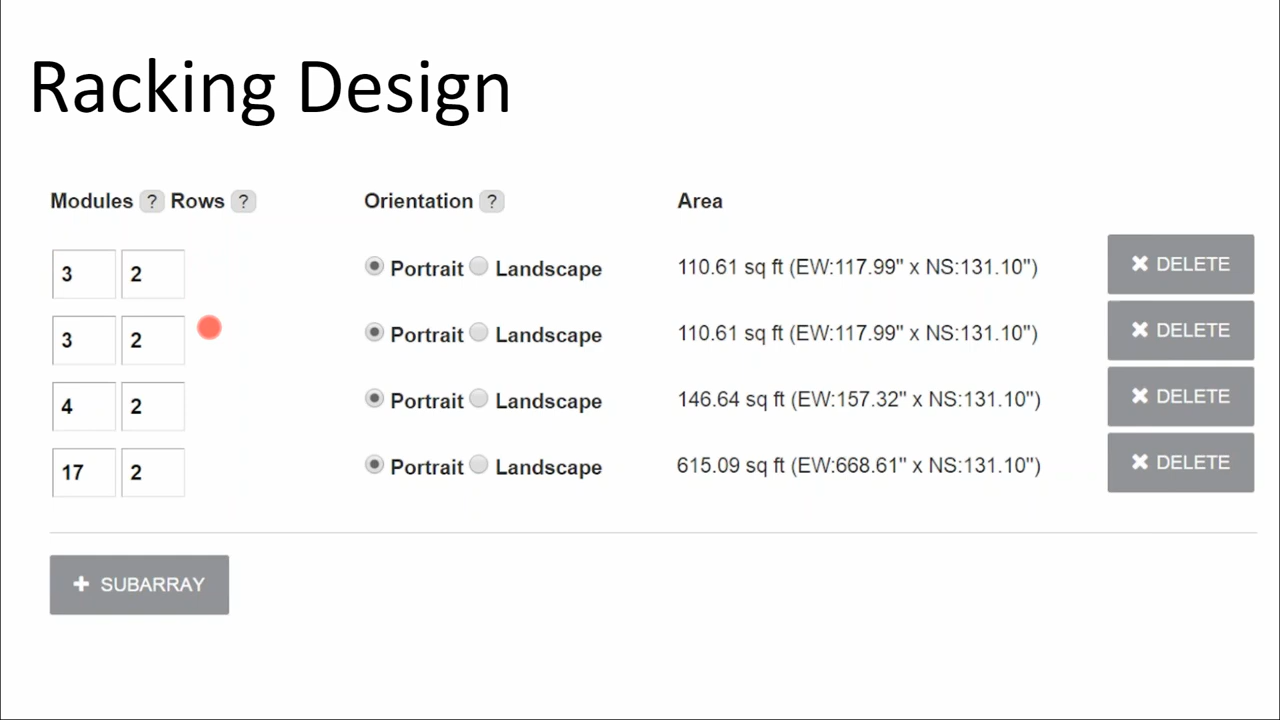 Racking Design
Modules ? Rows ? Orientation ? Area
3 2 Portrait Landscape 110.61 sq ft (EW:117.99" x NS:131.10") ✖ DELETE
3 2 Portrait Landscape 110.61 sq ft (EW:117.99" x NS:131.10") ✖ DELETE
4 2 Portrait Landscape 146.64 sq ft (EW:157.32" x NS:131.10") ✖ DELETE
17 2 Portrait Landscape 615.09 sq ft (EW:668.61" x NS:131.10") ✖ DELETE
+ SUBARRAY